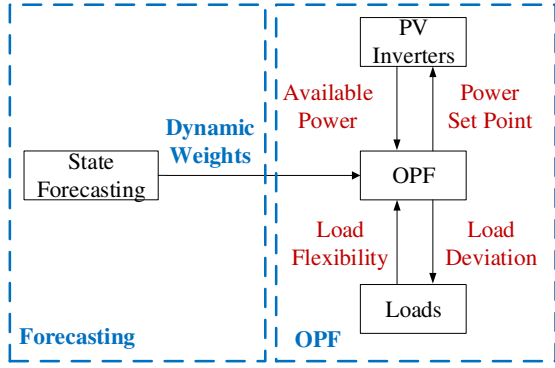 PV
Inverters
Available
Power
Power
Set Point
Dynamic
Weights
State
Forecasting
OPF
Load
Flexibility
Load
Deviation
Loads
Forecasting
OPF